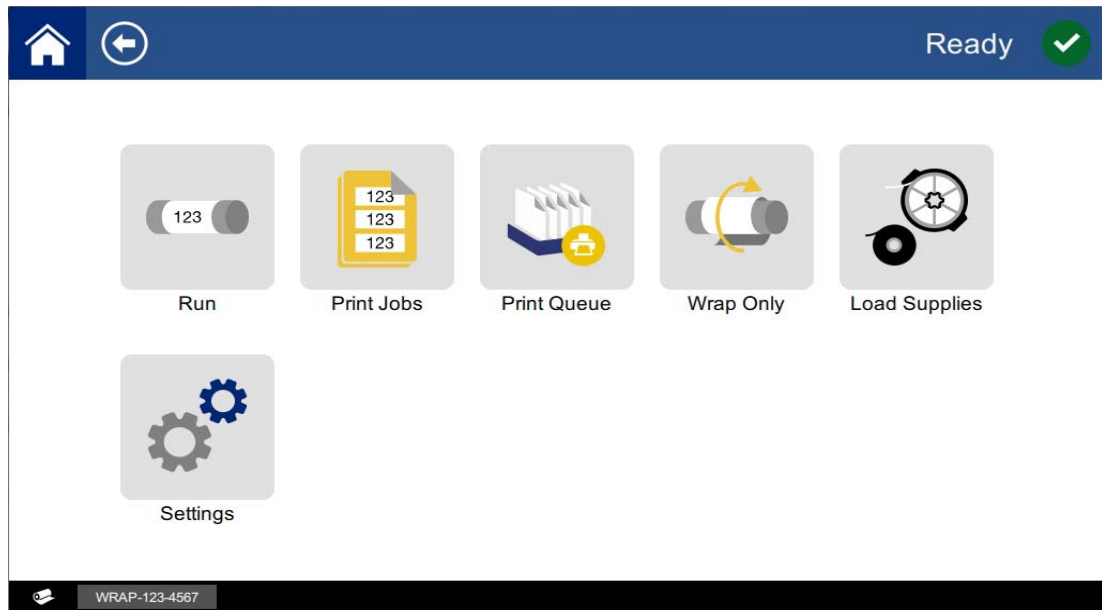 Ready
123
123
123
123
Run
Print Jobs
Print Queue
Wrap Only
Load Supplies
Settings
WRAP-123-4567